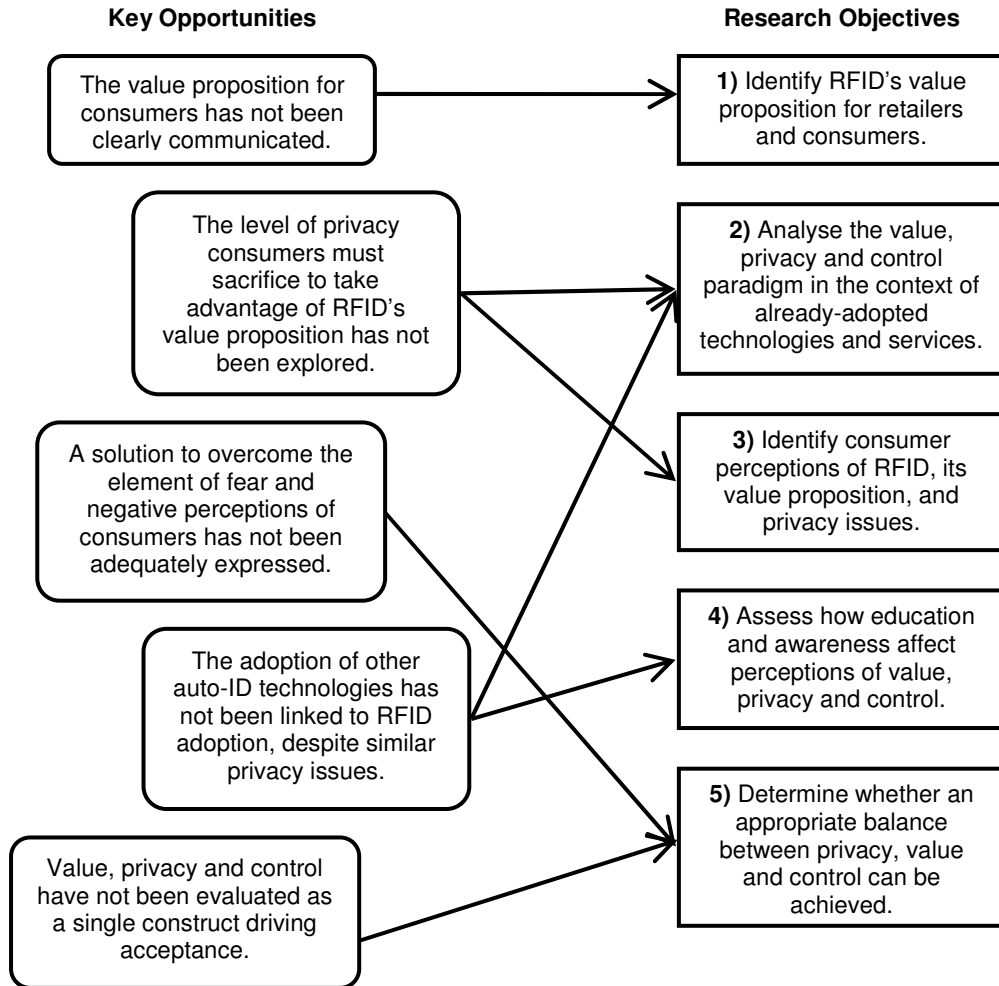 Key Opportunities
Research Objectives
The value proposition for
consumers has not been
clearly communicated.
1) Identify RFID's value
proposition for retailers
and consumers.
The level of privacy
consumers must
sacrifice to take
advantage of RFID's
value proposition has not
been explored.
2) Analyse the value,
privacy and control
paradigm in the context of
already-adopted
technologies and services.
A solution to overcome the
element of fear and
negative perceptions of
consumers has not been
adequately expressed.
3) Identify consumer
perceptions of RFID, its
value proposition, and
privacy issues.
The adoption of other
auto-ID technologies has
not been linked to RFID
adoption, despite similar
privacy issues.
4) Assess how education
and awareness affect
perceptions of value,
privacy and control.
Value, privacy and control
have not been evaluated as
a single construct driving
acceptance.
5) Determine whether an
appropriate balance
between privacy, value
and control can be
achieved.